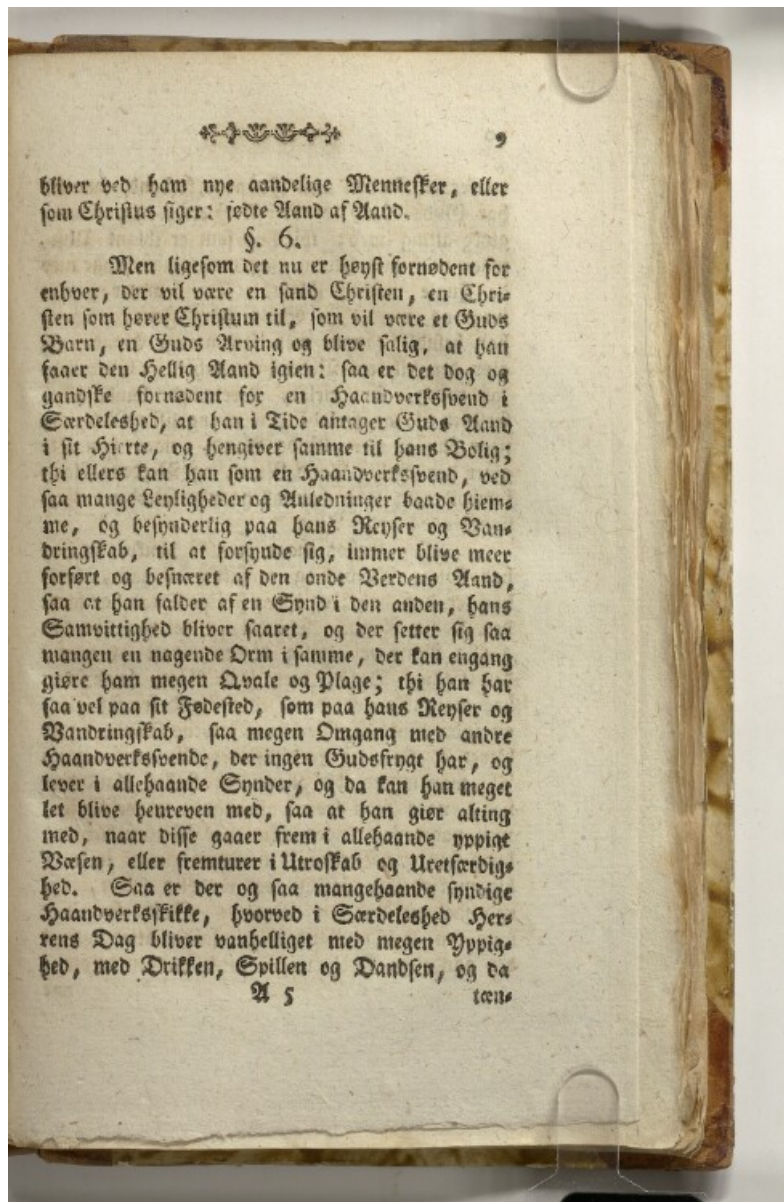 9
bliver ved ham nye aandelige Mennesker, eller
som Christus siger: fødte Aand af Aand.
§. 6.
Men ligesom det nu er høyst fornødent for
enhver, der vil være en sand Christen, en Chri-
sten som hører Christum til, som vil være et Guds
Barn, en Guds Arving og blive salig, at han
faaer den Hellig Aand igien: saa er det dog og
gandske fornødent for en Haandverkssvend i
Særdeleshed, at han i Tide antager Guds Aand
i sit Hierte, og hengiver samme til hans Bolig;
thi ellers kan han som en Haandverkssvend, ved
saa mange Leyligheder og Anledninger baade hiem-
me, og besynderlig paa hans Reyser og Van-
dringskab, til at forsynde sig, immer blive meer
forført og besnæret af den onde Verdens Aand,
saa at han falder af en Synd i den anden, hans
Samvittighed bliver saaret, og der setter sig saa
mangen en nagende Orm i samme, der kan engang
giøre ham megen Qvale og Plage; thi han har
saa vel paa sit Fødested, som paa hans Reyser og
Vandringskab, saa megen Omgang med andre
Haandverkssvende, der ingen Gudsfrygt har, og
lever i allehaande Synder, og da kan han meget
let blive henreven med, saa at han giør alting
med, naar disse gaaer frem i allehaande yppigt
Væsen, eller fremturer i Utroskab og Uretfærdig-
hed. Saa er der og saa mangehaande syndige
Haandverksskikke, hvorved i Særdeleshed Her-
rens Dag bliver vanhelliget med megen Yppig-
hed, med Drikken, Spillen og Dandsen, og da
A 5 tæn-